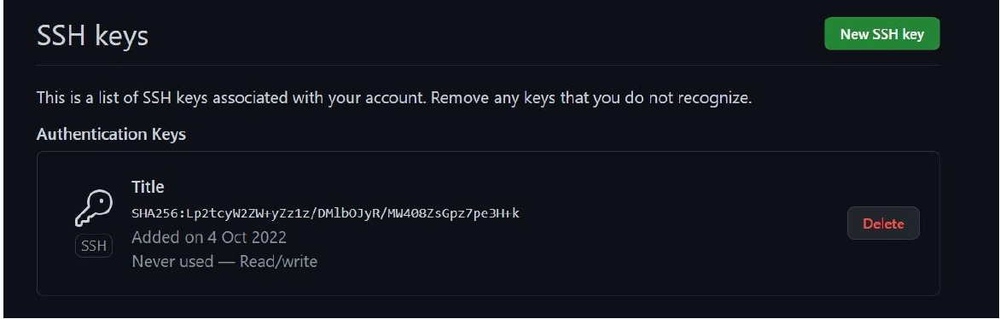 SSH keys
New SSH key
This is a list of SSH keys associated with your account. Remove any keys that you do not recognize.
Authentication Keys
Title
SHA256:Lp2tcyW2ZW+yZz1z/DMlbOJyR/MW408ZsGpz7pe3H+k
Added on 4 Oct 2022
Never used — Read/write
SSH
Delete